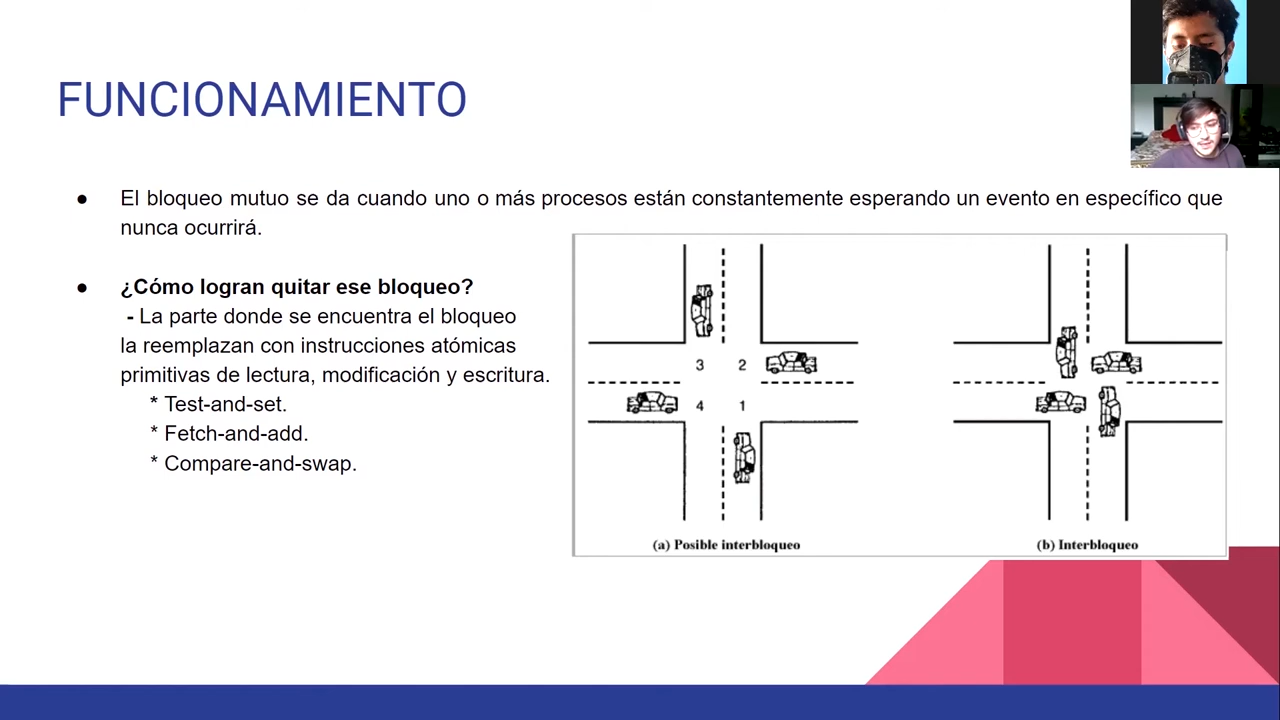 FUNCIONAMIENTO
● El bloqueo mutuo se da cuando uno o más procesos están constantemente esperando un evento en específico que
nunca ocurrirá.
● ¿Cómo logran quitar ese bloqueo?
- La parte donde se encuentra el bloqueo
la reemplazan con instrucciones atómicas
primitivas de lectura, modificación y escritura.
* Test-and-set.
* Fetch-and-add.
* Compare-and-swap.
3 2
4 1
(a) Posible interbloqueo
(b) Interbloqueo